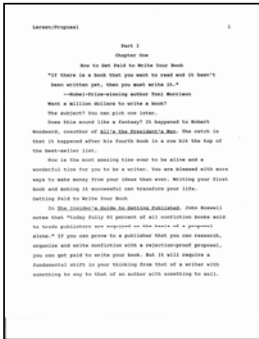 Larsen/Proposal 1
Part I
Chapter One
How to Get Paid to Write Your Book
"If there is a book that you want to read and it hasn't
been written yet, then you must write it."
--Nobel-Prize-winning author Toni Morrison
Want a million dollars to write a book?
The subject? You can pick one later.
Does this sound like a fantasy? It happened to Robert
Woodward, coauthor of All's the President's Men. The catch is
that it happened after his fourth book in a row hit the top of
the best-seller list.
Now is the most amazing time ever to be alive and a
wonderful time for you to be a writer. You are blessed with more
ways to make money from your ideas than ever. Writing your first
book and making it successful can transform your life.
Getting Paid to Write Your Book
In The Insider's Guide to Getting Published, John Boswell
notes that "today fully 90 percent of all nonfiction books sold
to trade publishers are acquired on the basis of a proposal
alone." If you can prove to a publisher that you can research,
organize and write nonfiction with a rejection-proof proposal,
you can get paid to write your book. But it will require a
fundamental shift in your thinking from that of a writer with
something to say to that of an author with something to sell.